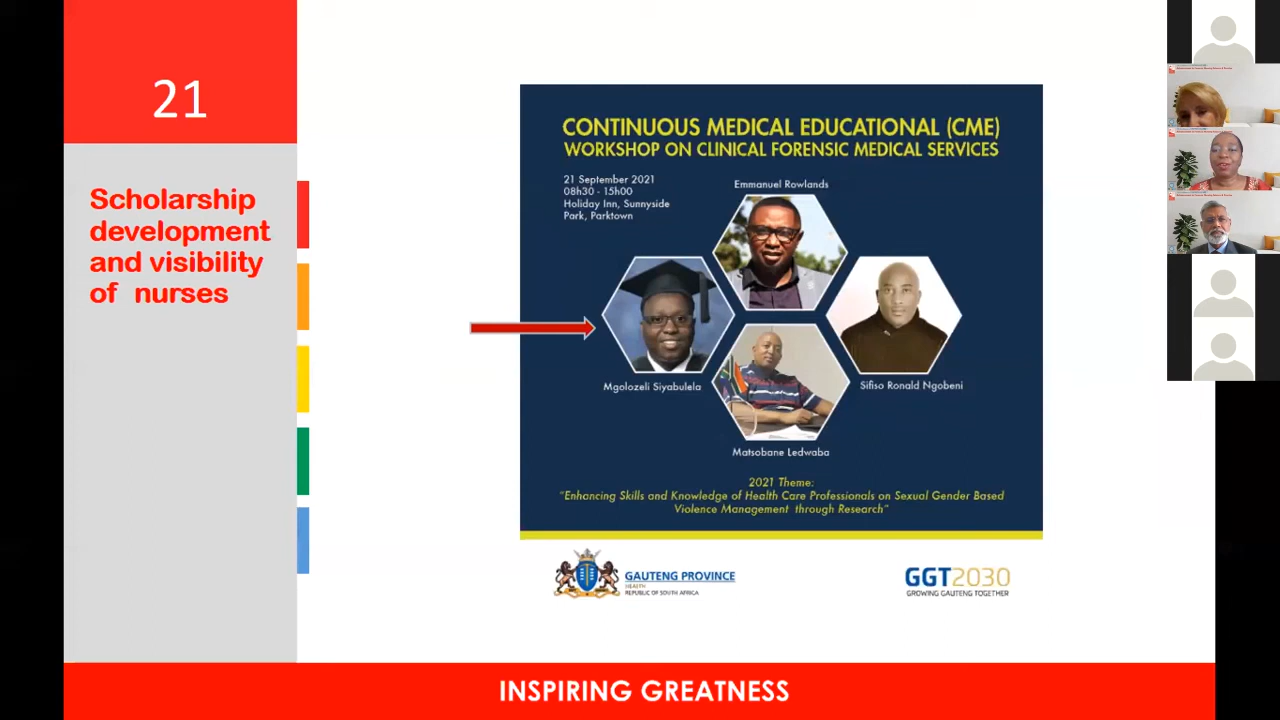 21
Scholarship
development
and visibility
of nurses
CONTINUOUS MEDICAL EDUCATIONAL (CME)
WORKSHOP ON CLINICAL FORENSIC MEDICAL SERVICES
21 September 2021
08h30 - 15h00
Holiday Inn, Sunnyside
Park, Parktown
Emmanuel Rowlands
Mgolozeli Siyabulela
Sifiso Ronald Ngobeni
Matsobane Ledwaba
2021 Theme:
"Enhancing Skills and Knowledge of Health Care Professionals on Sexual Gender Based
Violence Management through Research"
GAUTENG PROVINCE
HEALTH
REPUBLIC OF SOUTH AFRICA
GGT2030
GROWING GAUTENG TOGETHER
INSPIRING GREATNESS